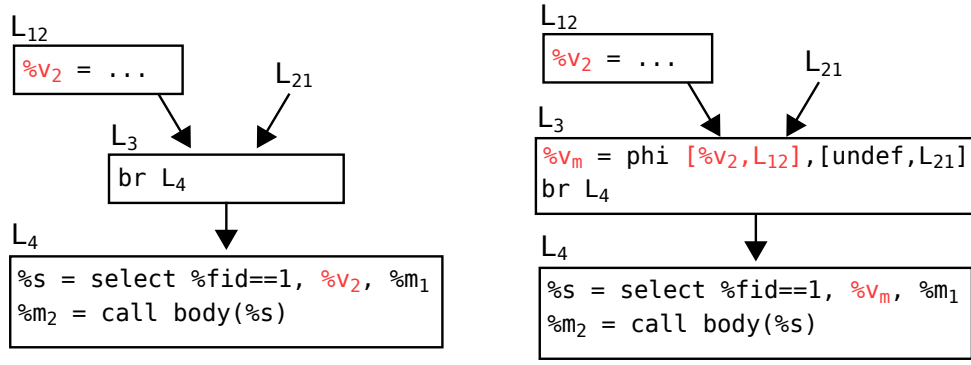 L12
%v2 = ...
L21
L3
br L4
L4
%s = select %fid==1, %v2, %m1
%m2 = call body(%s)
L12
%v2 = ...
L21
L3
%vm = phi [%v2,L12],[undef,L21]
br L4
L4
%s = select %fid==1, %vm, %m1
%m2 = call body(%s)